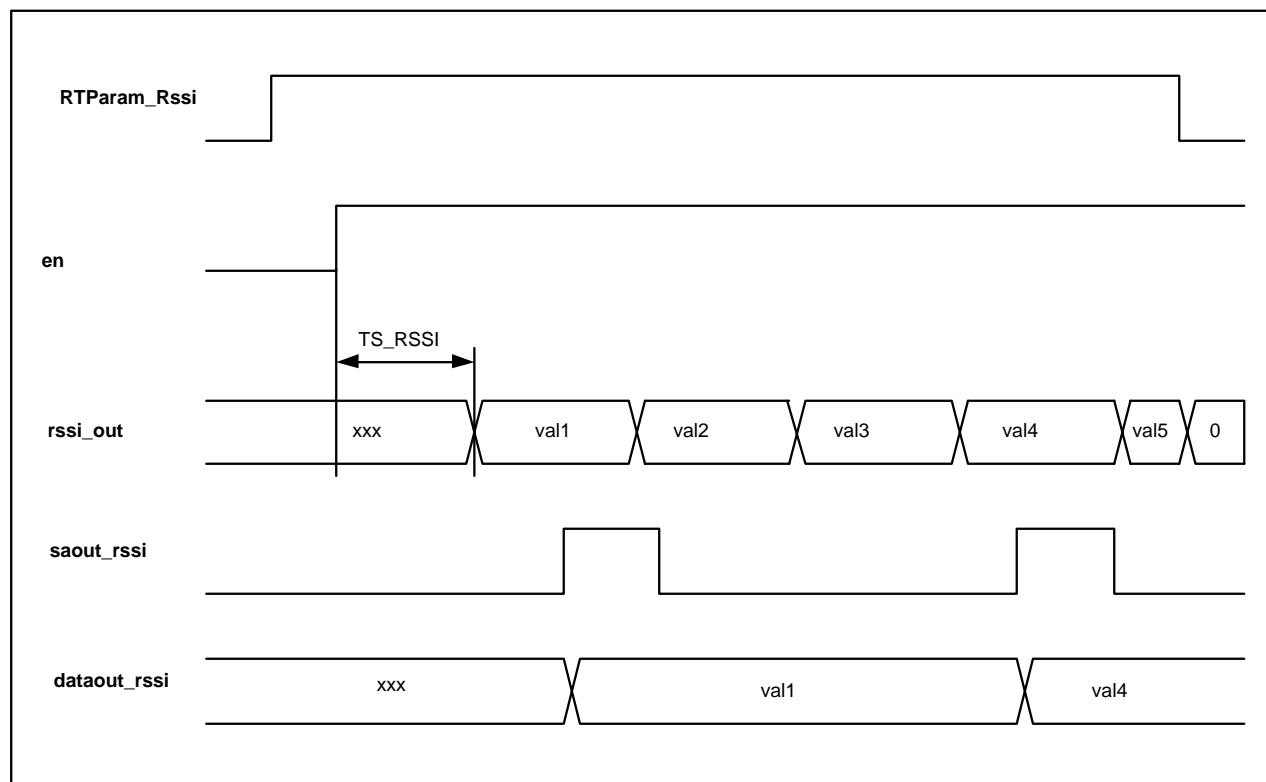 RTParam_Rssi
en
TS_RSSI
rssi_out xxx val1 val2 val3 val4 val5 0
saout_rssi
dataout_rssi xxx val1 val4